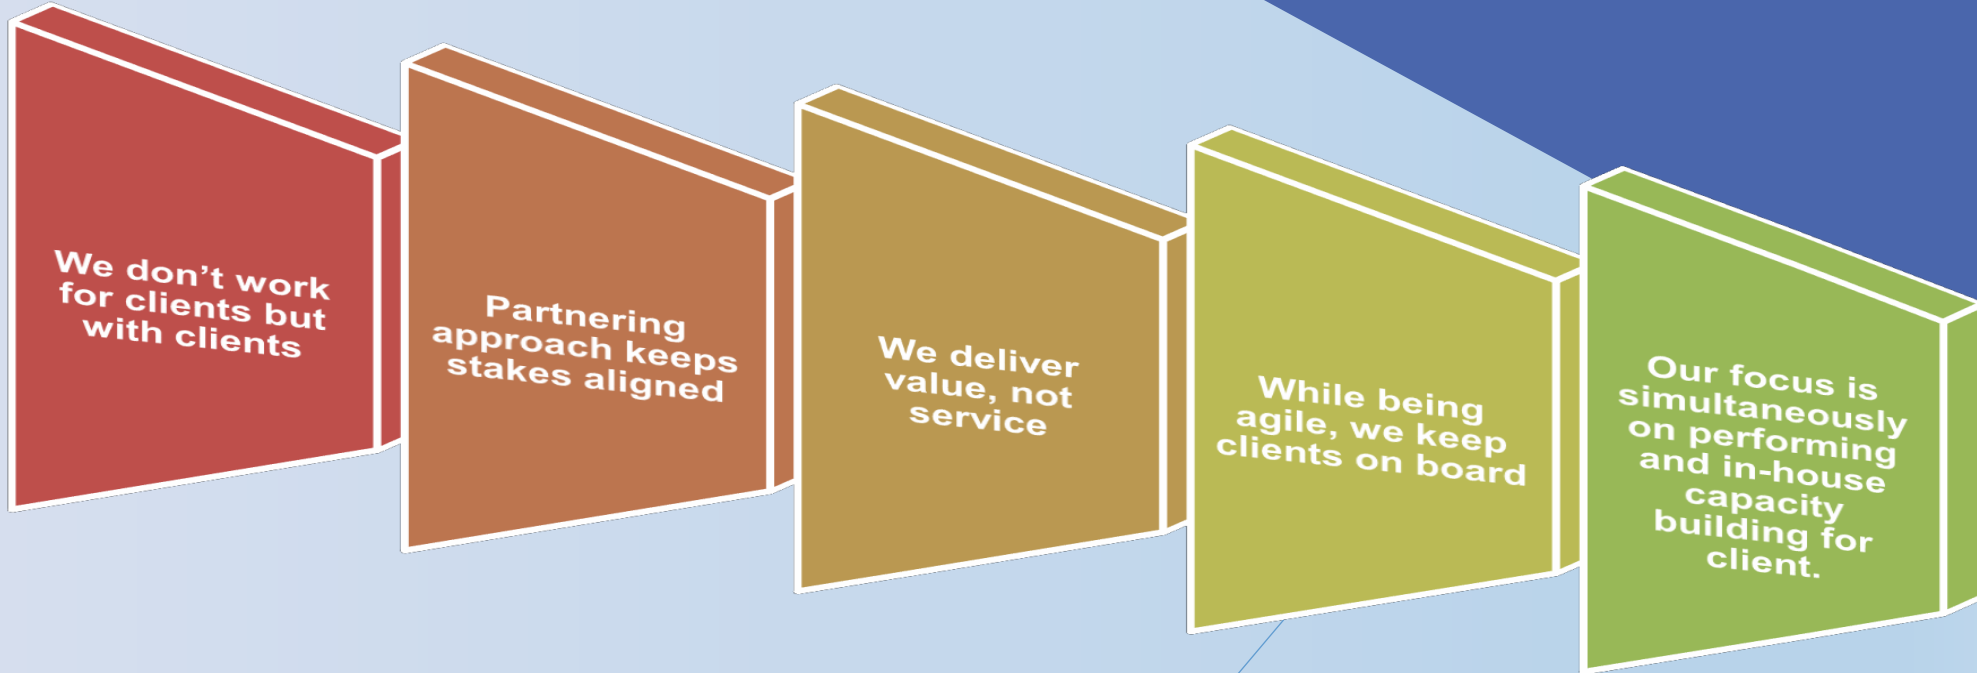 We don’t work
for clients but
with clients
Partnering
approach keeps
stakes aligned
We deliver
value, not
service
While being
agile, we keep
clients on board
Our focus is
simultaneously
on performing
and in-house
capacity
building for
client.